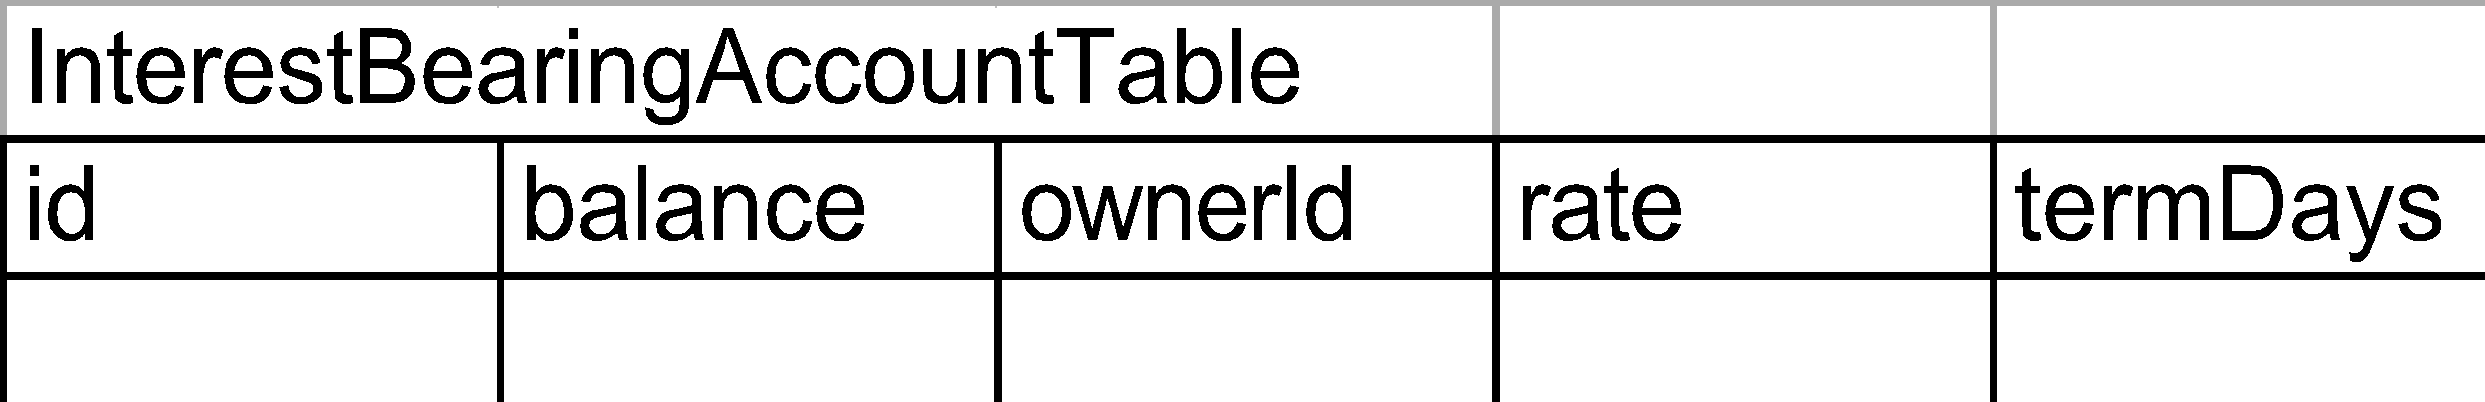 InterestBearingAccountTable
id balance ownerId rate termDays